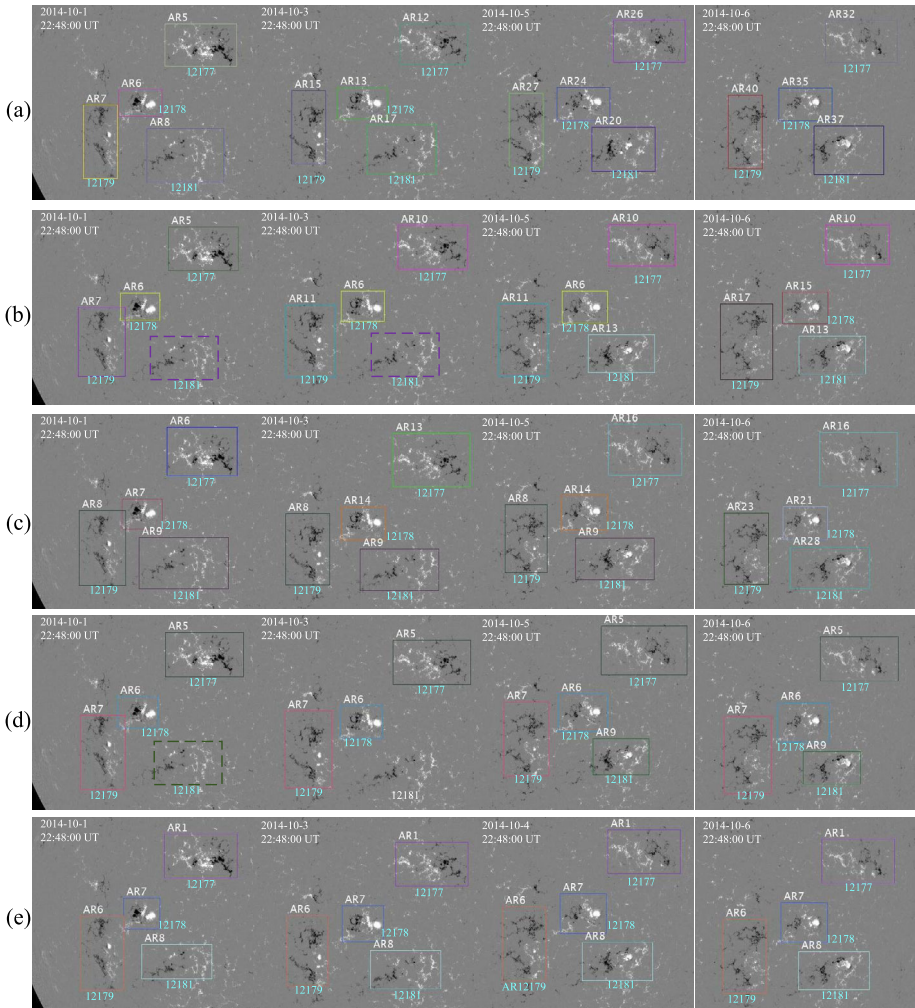 2014-10-1
22:48:00 UT
AR5
12177
AR6
12178
AR7
12179
AR8
12181
2014-10-3
22:48:00 UT
AR12
12177
AR13
12178
AR15
12179
AR17
12181
2014-10-5
22:48:00 UT
AR26
12177
AR24
12178
AR27
12179
AR20
12181
2014-10-6
22:48:00 UT
AR32
12177
AR35
12178
AR40
12179
AR37
12181
(a)
2014-10-1
22:48:00 UT
AR5
12177
AR6
12178
AR7
12179
12181
2014-10-3
22:48:00 UT
AR10
12177
AR6
12178
AR11
12179
12181
2014-10-5
22:48:00 UT
AR10
12177
AR6
12178
AR11
12179
AR13
12181
2014-10-6
22:48:00 UT
AR10
12177
AR15
12178
AR17
12179
AR13
12181
(b)
2014-10-1
22:48:00 UT
AR6
12177
AR7
12178
AR8
12179
AR9
12181
2014-10-3
22:48:00 UT
AR13
12177
AR14
12178
AR8
12179
AR9
12181
2014-10-5
22:48:00 UT
AR16
12177
AR14
12178
AR8
12179
AR9
12181
2014-10-6
22:48:00 UT
AR16
12177
AR21
12178
AR23
12179
AR28
12181
(c)
2014-10-1
22:48:00 UT
AR5
12177
AR6
12178
AR7
12179
12181
2014-10-3
22:48:00 UT
AR5
12177
AR6
12178
AR7
12179
12181
2014-10-5
22:48:00 UT
AR5
12177
AR6
12178
AR7
12179
AR9
12181
2014-10-6
22:48:00 UT
AR5
12177
AR6
12178
AR7
12179
AR9
12181
(d)
2014-10-1
22:48:00 UT
AR1
12177
AR7
12178
AR6
12179
AR8
12181
2014-10-3
22:48:00 UT
AR1
12177
AR7
12178
AR6
12179
AR8
12181
2014-10-4
22:48:00 UT
AR1
12177
AR7
12178
AR6
AR12179
AR8
12181
2014-10-6
22:48:00 UT
AR1
12177
AR7
12178
AR6
12179
AR8
12181
(e)